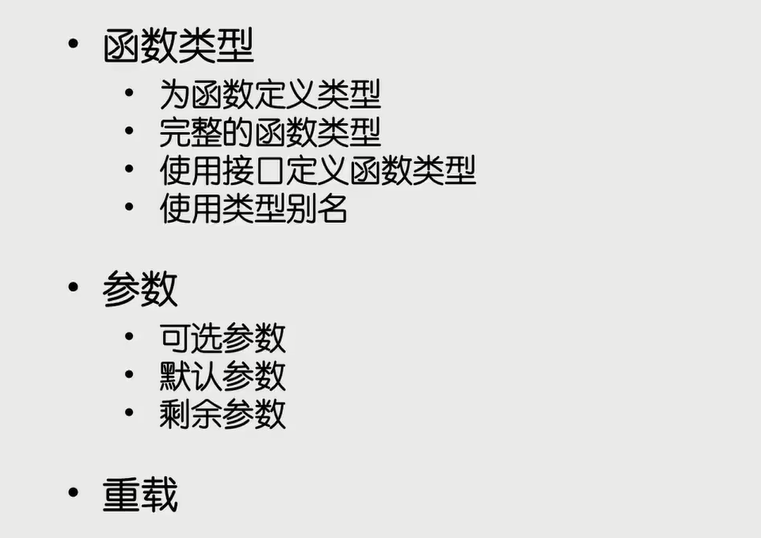 • 函数类型
• 为函数定义类型
• 完整的函数类型
• 使用接口定义函数类型
• 使用类型别名
• 参数
• 可选参数
• 默认参数
• 剩余参数
• 重载